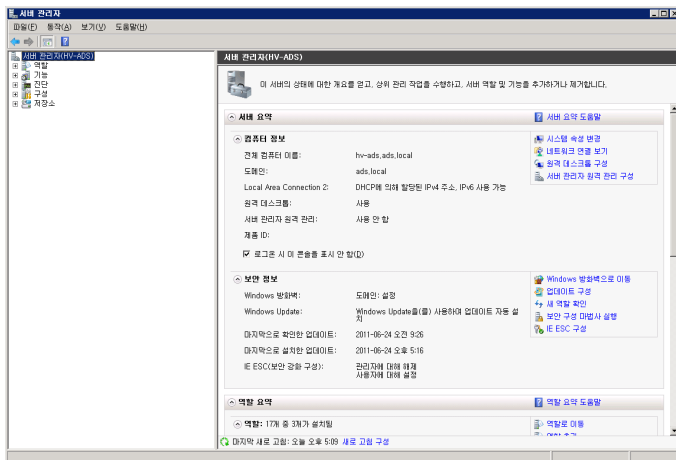 서버 관리자
파일(F) 동작(A) 보기(V) 도움말(H)
서버 관리자(HV-ADS)
역할
기능
진단
구성
저장소
서버 관리자(HV-ADS)
이 서버의 상태에 대한 개요를 얻고, 상위 관리 작업을 수행하고, 서버 역할 및 기능을 추가하거나 제거합니다.
서버 요약
서버 요약 도움말
컴퓨터 정보
전체 컴퓨터 이름: hv-ads.ads.local
도메인: ads.local
Local Area Connection 2: DHCP에 의해 할당된 IPv4 주소, IPv6 사용 가능
원격 데스크톱: 사용
서버 관리자 원격 관리: 사용 안 함
제품 ID:
로그온 시 이 콘솔을 표시 안 함(D)
시스템 속성 변경
네트워크 연결 보기
원격 데스크톱 구성
서버 관리자 원격 관리 구성
보안 정보
Windows 방화벽: 도메인: 설정
Windows Update: Windows Update을(를) 사용하여 업데이트 자동 설
치
마지막으로 확인한 업데이트: 2011-06-24 오전 9:26
마지막으로 설치한 업데이트: 2011-06-24 오후 5:16
IE ESC(보안 강화 구성): 관리자에 대해 해제
사용자에 대해 설정
Windows 방화벽으로 이동
업데이트 구성
새 역할 확인
보안 구성 마법사 실행
IE ESC 구성
역할 요약
역할 요약 도움말
역할: 17개 중 3개가 설치됨
역할로 이동
마지막 새로 고침: 오늘 오후 5:09 새로 고침 구성